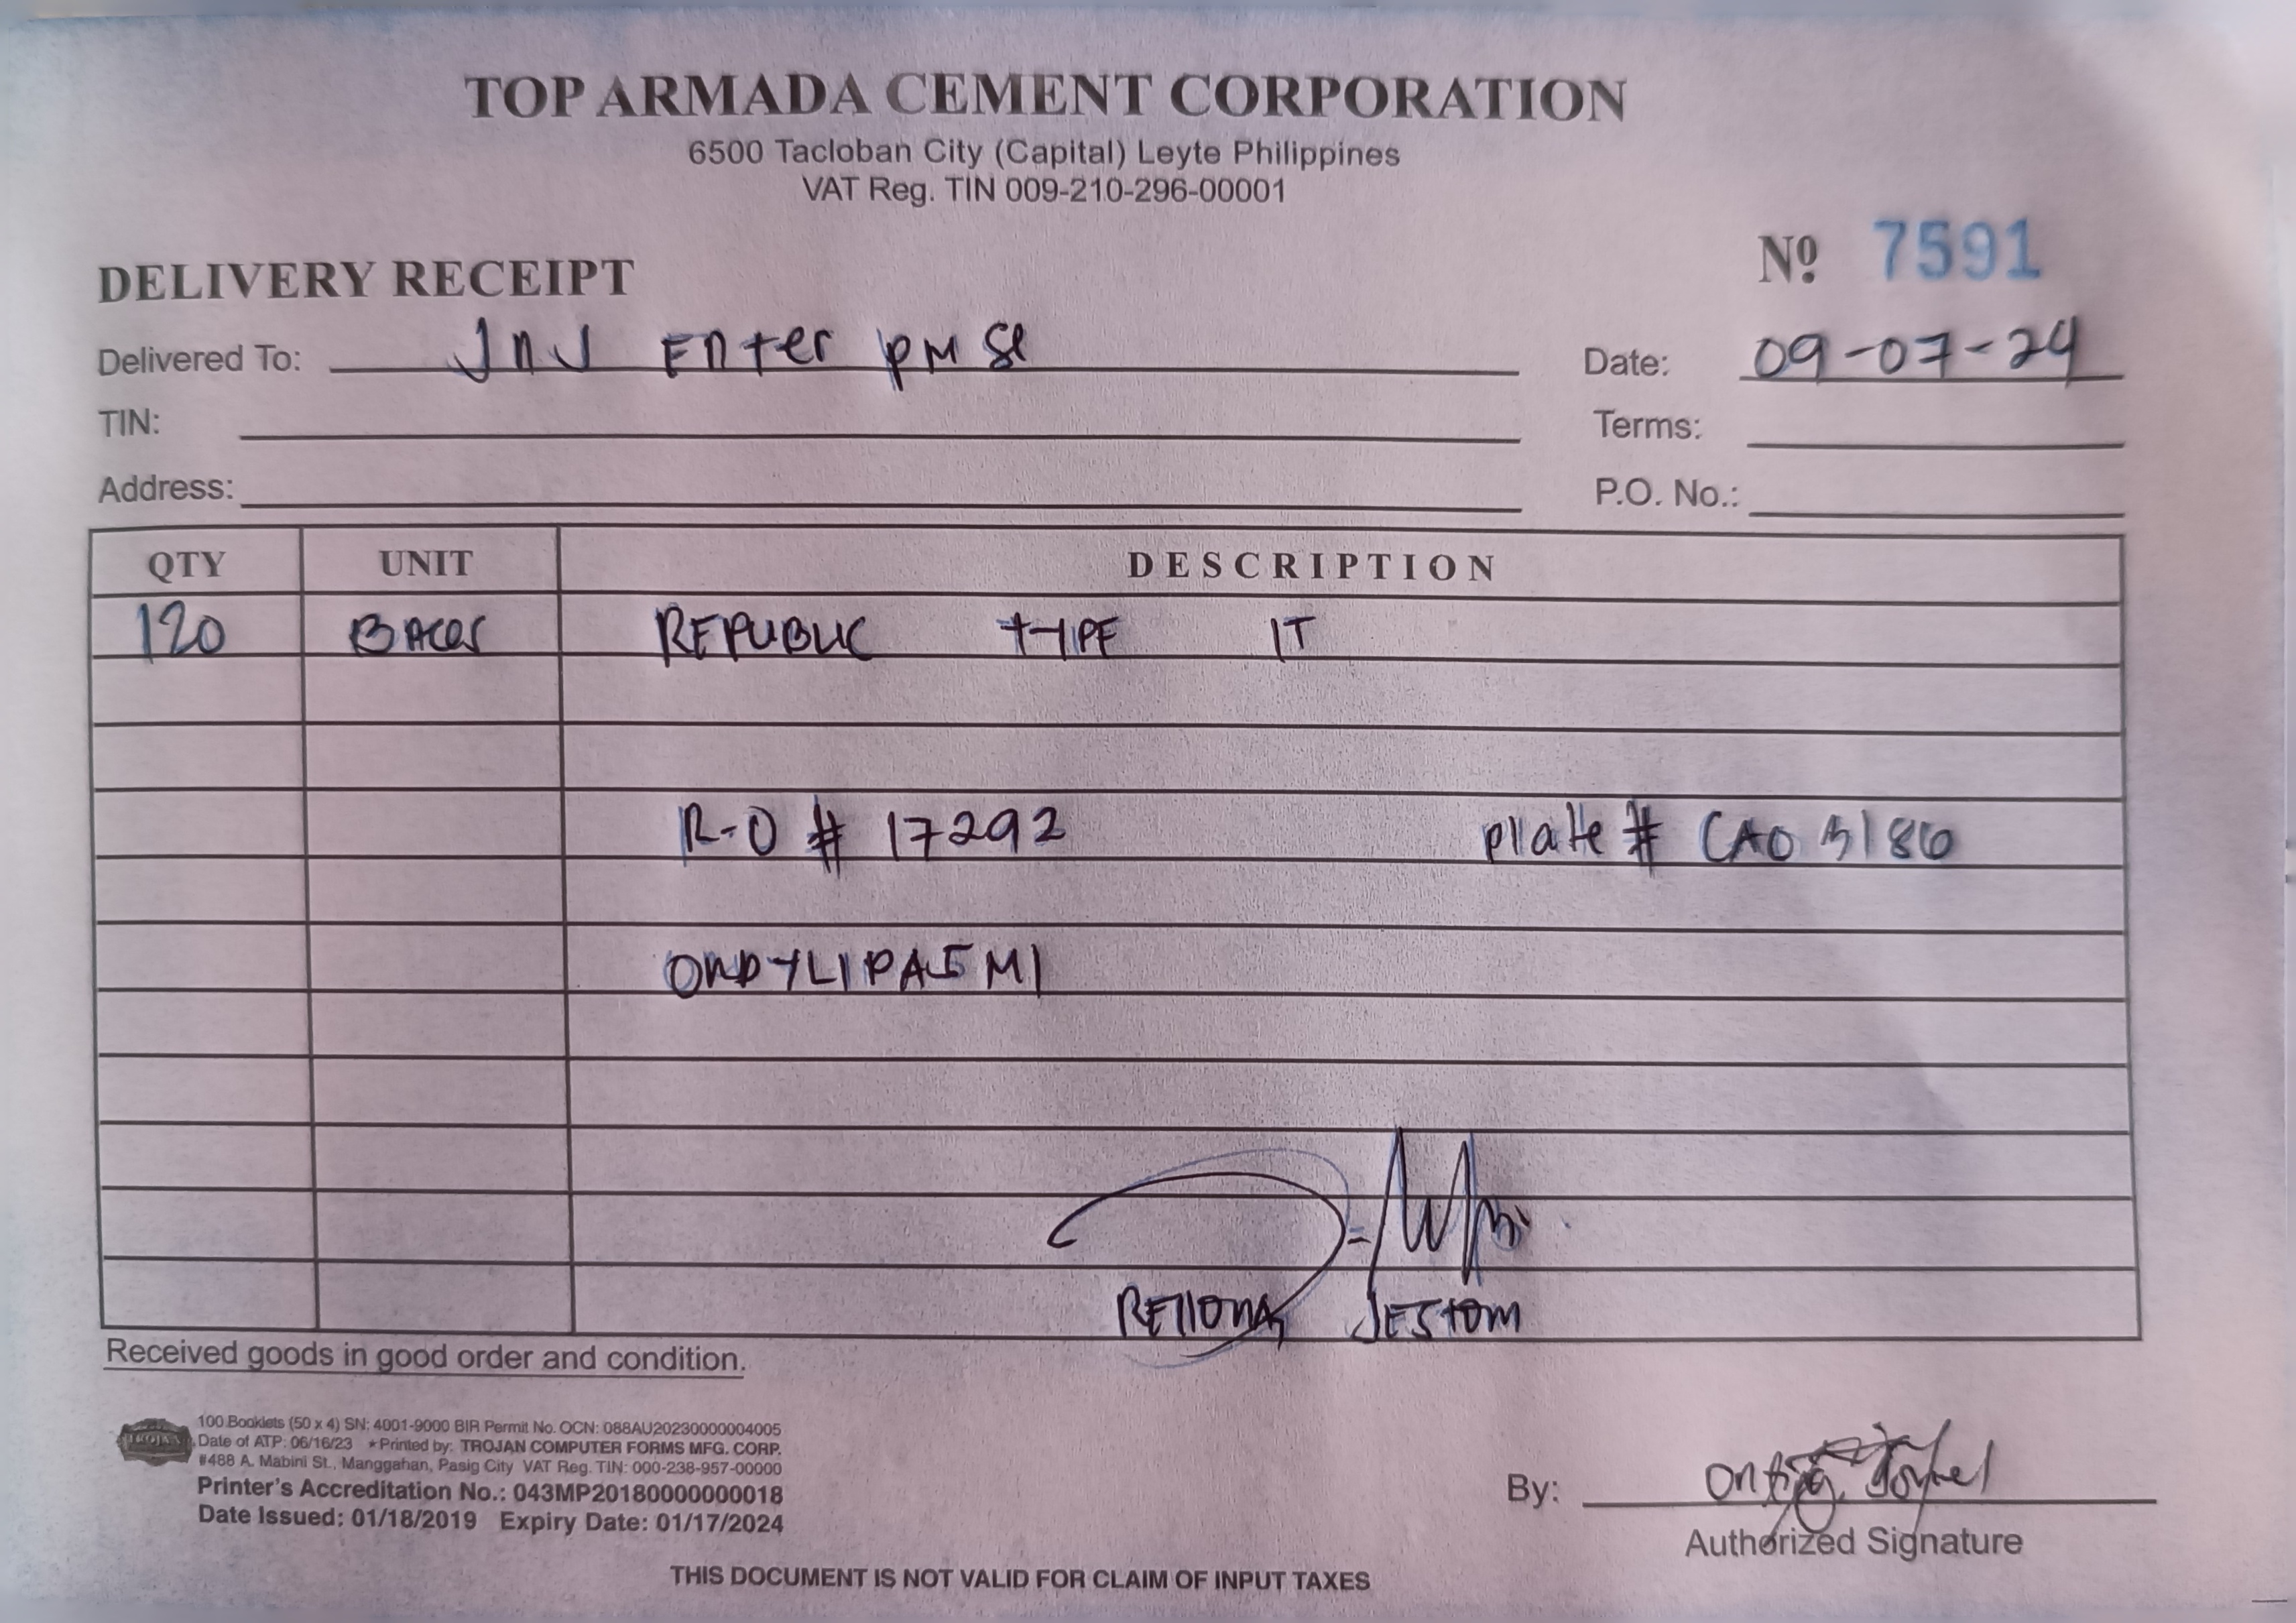 TOP ARMADA CEMENT CORPORATION
6500 Tacloban City (Capital) Leyte Philippines
VAT Reg. TIN 009-210-296-00001
DELIVERY RECEIPT
Nº 7591
Delivered To: JnJ Enterprise
Date: 09-07-24
TIN:
Terms:
Address:
P.O. No.:
QTY UNIT DESCRIPTION
120 BAGS REPUBLIC TYPE 1T
R-O # 17292 Plate # CAO 5186
Received goods in good order and condition.
100 Booklets (50 x 4) SN: 4001-9000 BIR Permit No. OCN: 088AU20230000004005
Date of ATP: 06/16/23 *Printed by: TROJAN COMPUTER FORMS MFG. CORP.
#488 A. Mabini St., Manggahan, Pasig City VAT Reg. TIN: 000-238-957-00000
Printer's Accreditation No.: 043MP20180000000018
Date Issued: 01/18/2019 Expiry Date: 01/17/2024
By:
Authorized Signature
THIS DOCUMENT IS NOT VALID FOR CLAIM OF INPUT TAXES